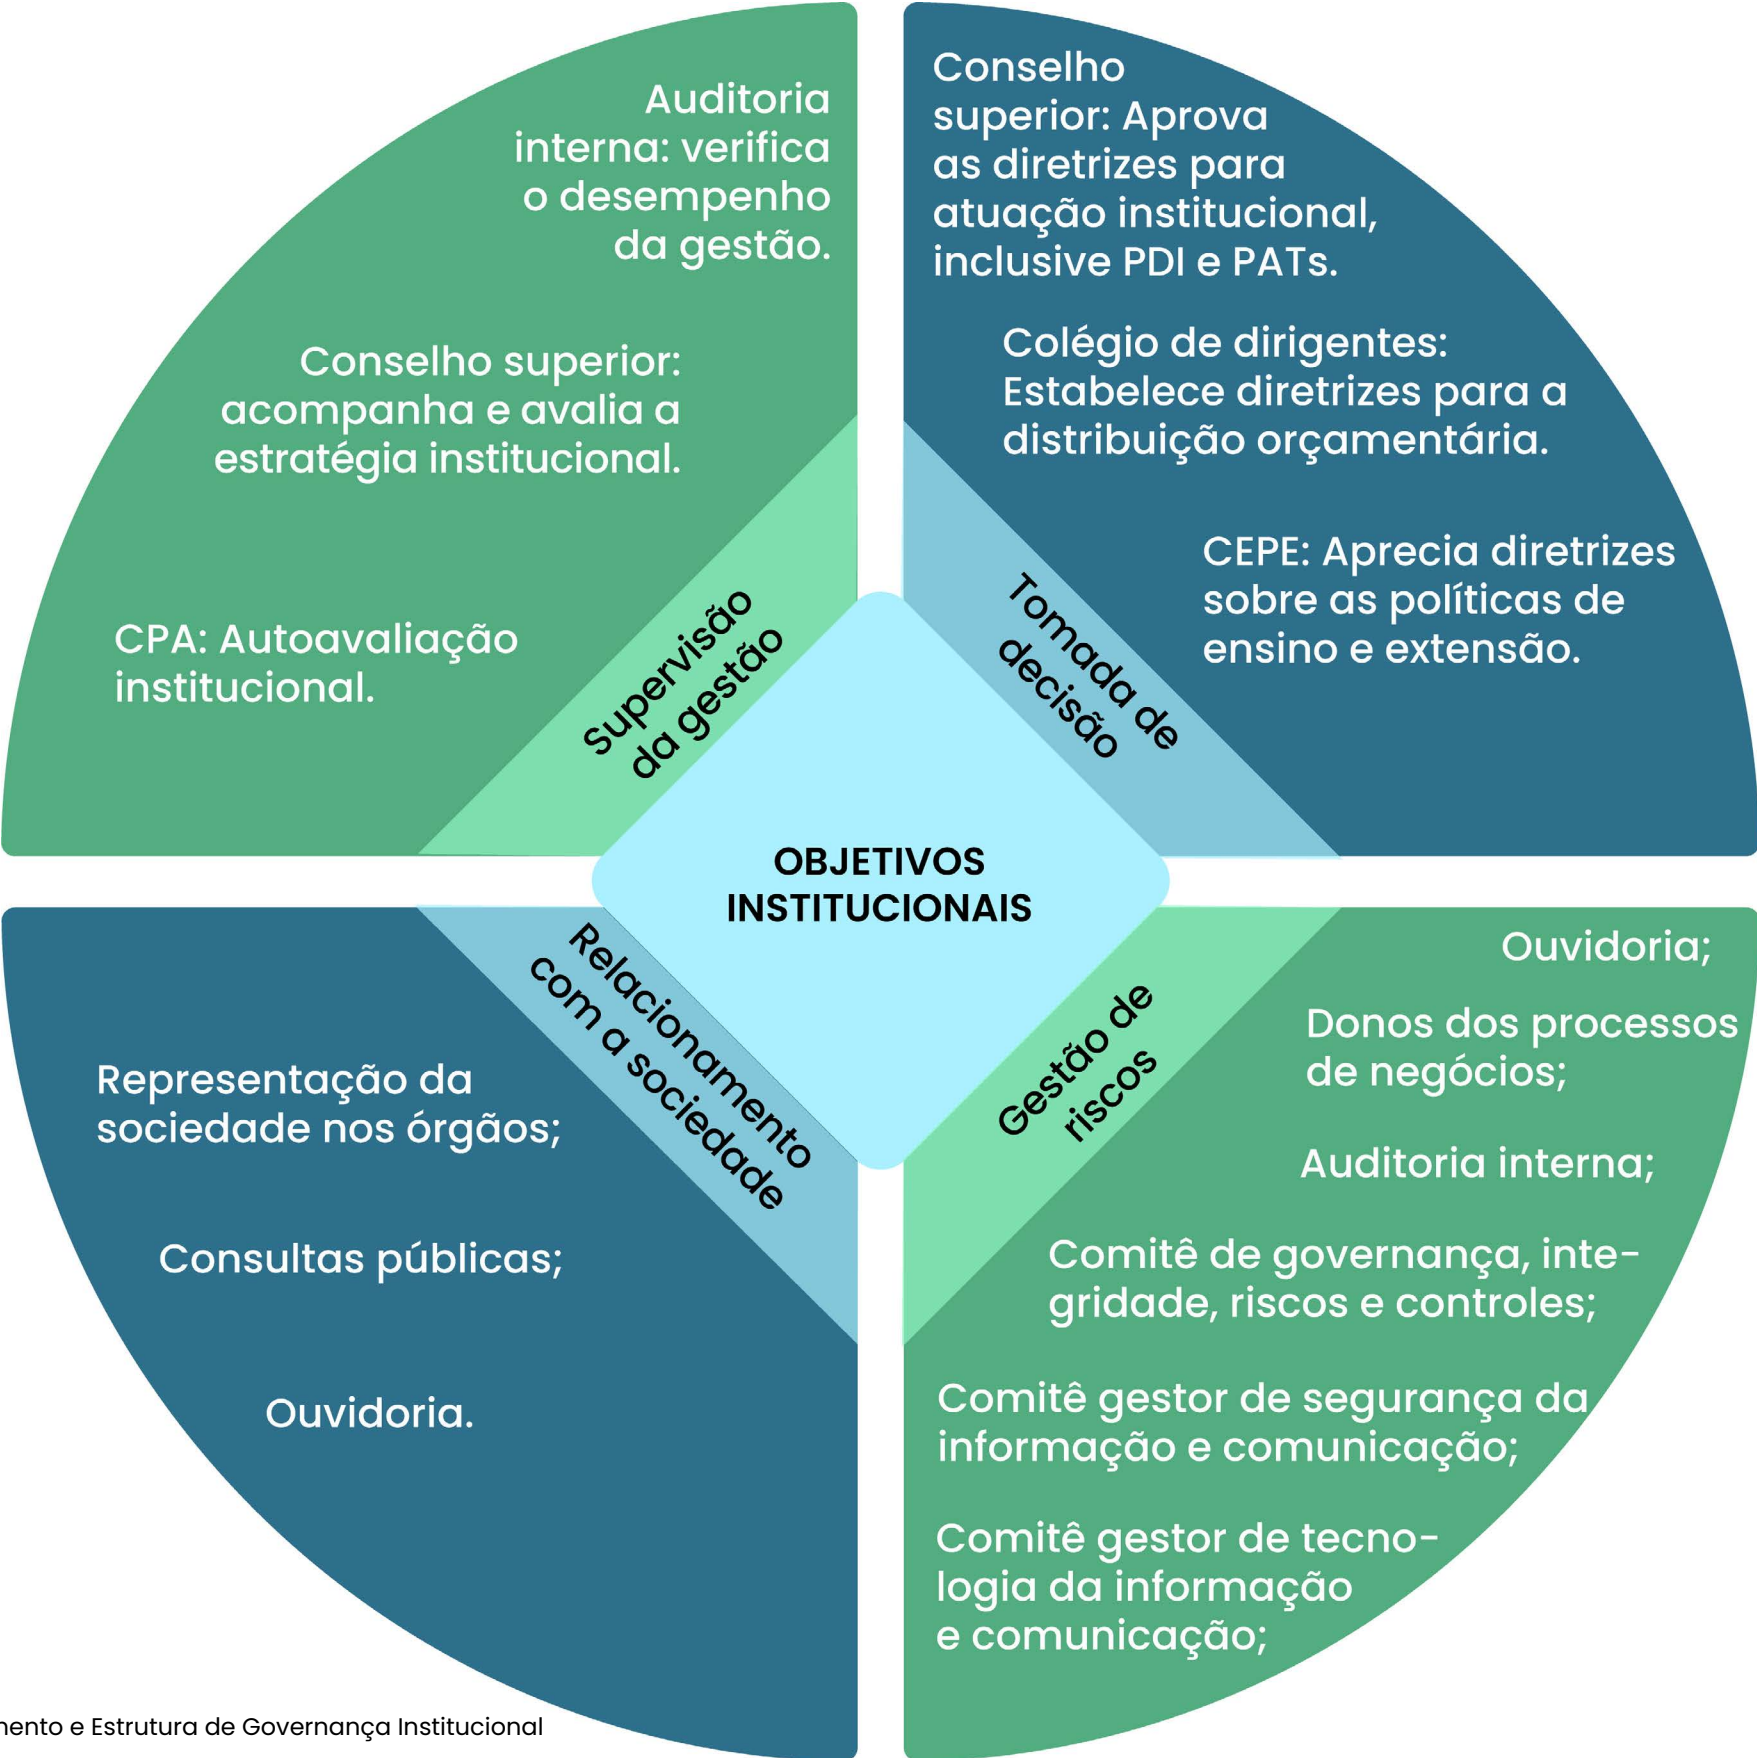 Auditoria
interna: verifica
o desempenho
da gestão.
Conselho superior:
acompanha e avalia a
estratégia institucional.
CPA: Autoavaliação
institucional.
Supervisão
da gestão
Conselho
superior: Aprova
as diretrizes para
atuação institucional,
inclusive PDI e PATs.
Colégio de dirigentes:
Estabelece diretrizes para a
distribuição orçamentária.
CEPE: Aprecia diretrizes
sobre as políticas de
ensino e extensão.
Tomada de
decisão
OBJETIVOS
INSTITUCIONAIS
Relacionamento
com a sociedade
Representação da
sociedade nos órgãos;
Consultas públicas;
Ouvidoria.
Gestão de
riscos
Ouvidoria;
Donos dos processos
de negócios;
Auditoria interna;
Comitê de governança, inte-
gridade, riscos e controles;
Comitê gestor de segurança da
informação e comunicação;
Comitê gestor de tecno-
logia da informação
e comunicação;
e Estrutura de Governança Institucional